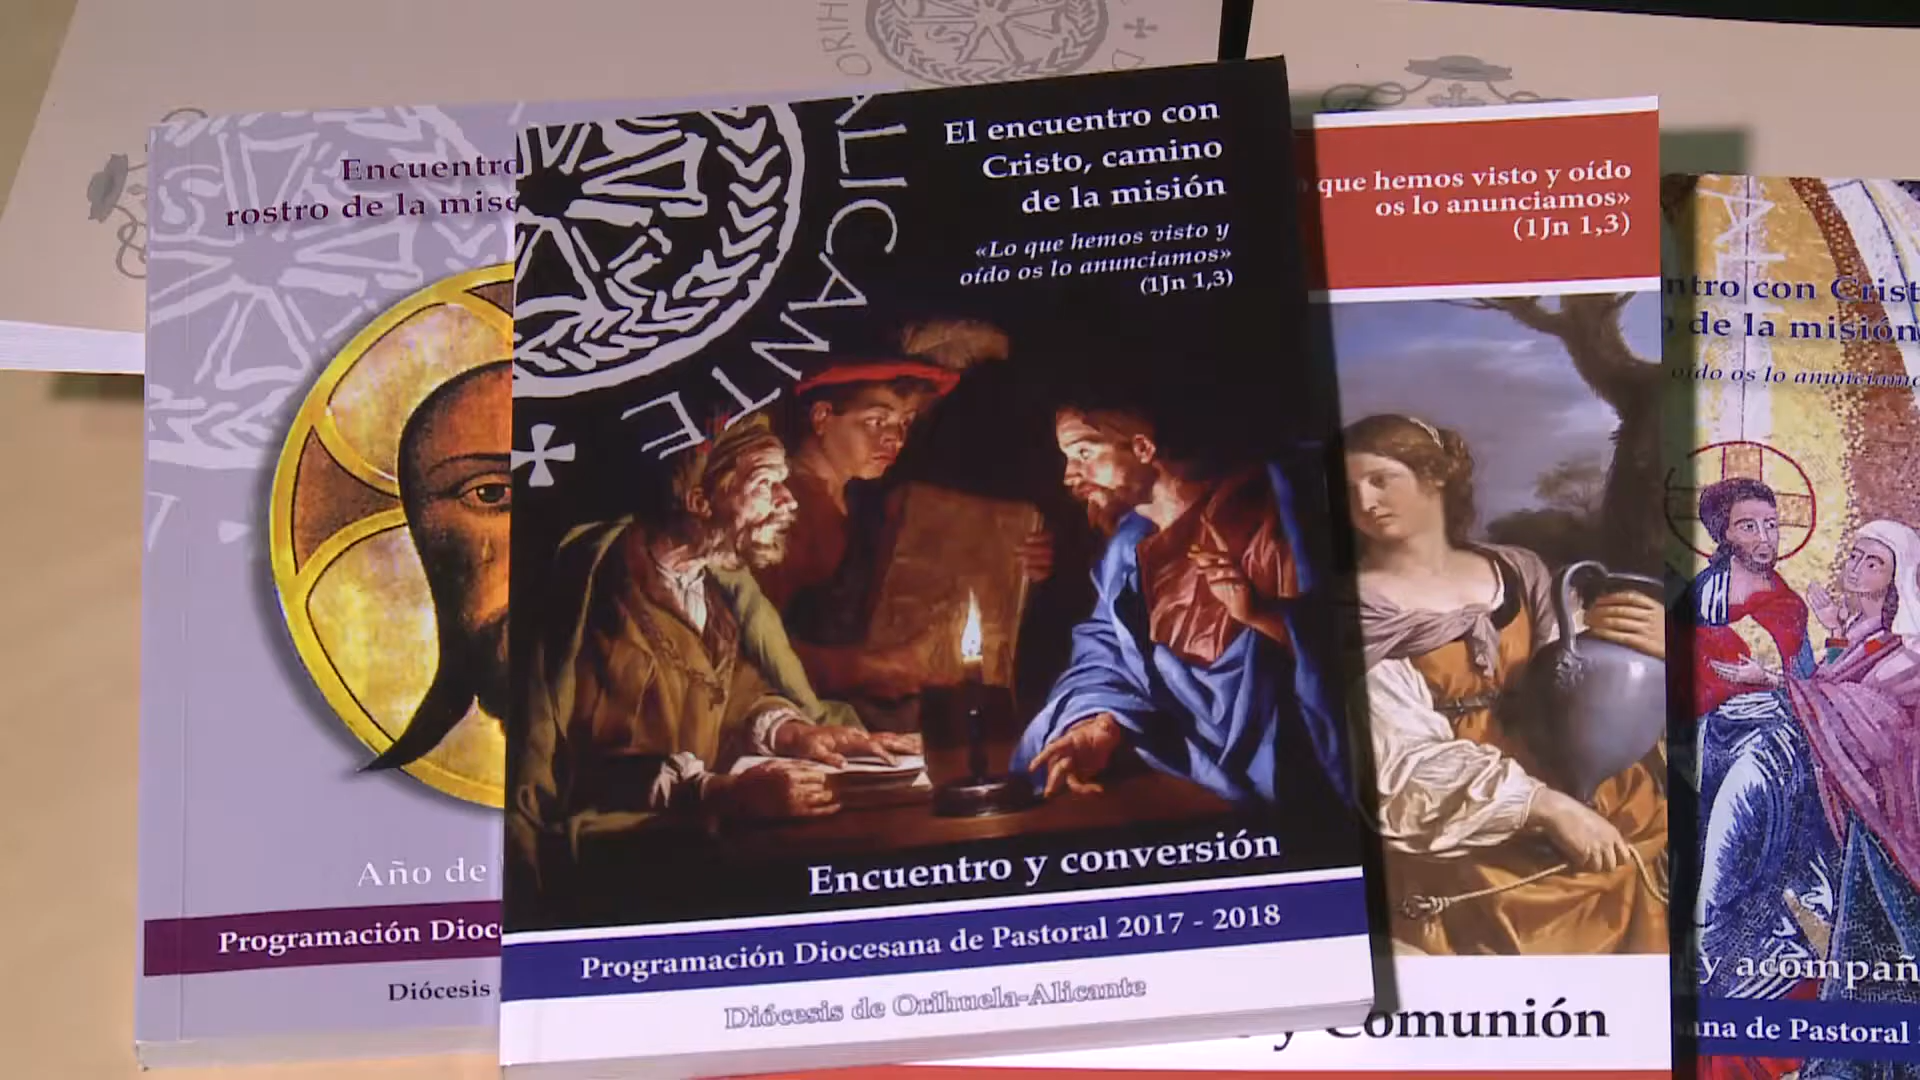 ORIH
D
Encuentro
rostro de la mise
Año de
Programación Dioc
Diócesis
ALICANTE
El encuentro con
Cristo, camino
de la misión
«Lo que hemos visto y
oído os lo anunciamos»
(1Jn 1,3)
Encuentro y conversión
Programación Diocesana de Pastoral 2017 - 2018
Diócesis de Orihuela-Alicante
que hemos visto y oído
os lo anunciamos»
(1Jn 1,3)
y Comunión
ntro con Crist
de la misión
oído os lo anunciamo
y acompañ
ana de Pastoral